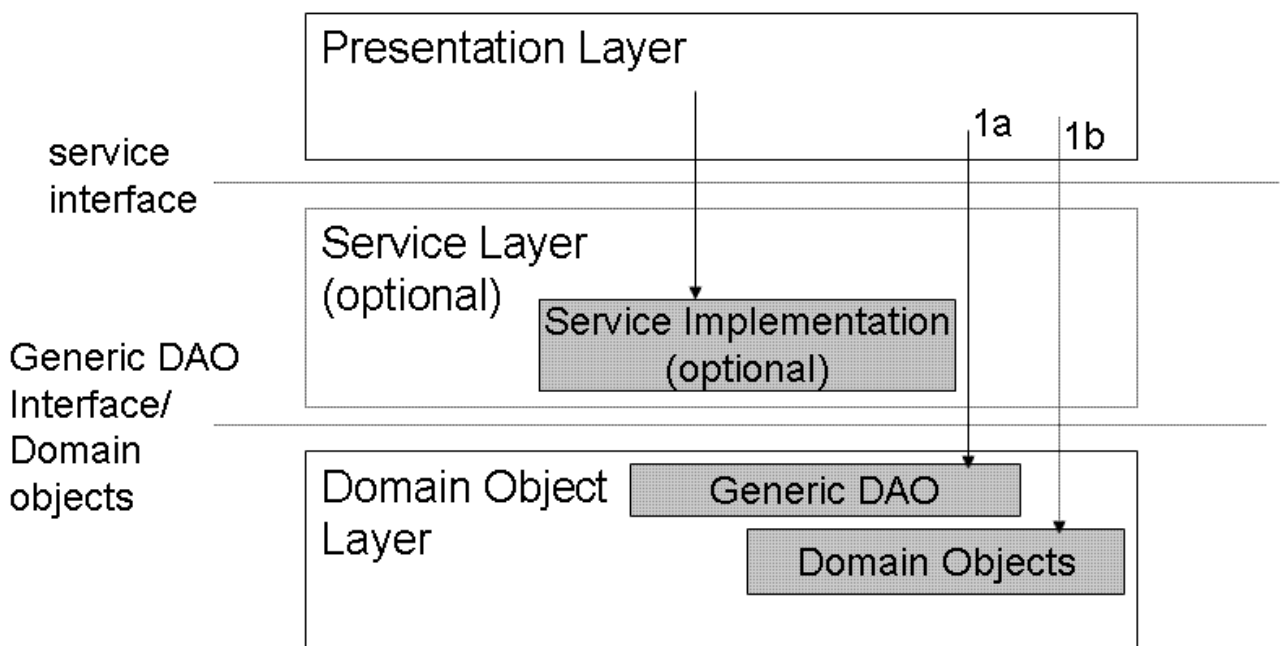 Presentation Layer
1a
1b
service
interface
Service Layer
(optional)
Service Implementation
(optional)
Generic DAO
Interface/
Domain
objects
Domain Object
Layer
Generic DAO
Domain Objects